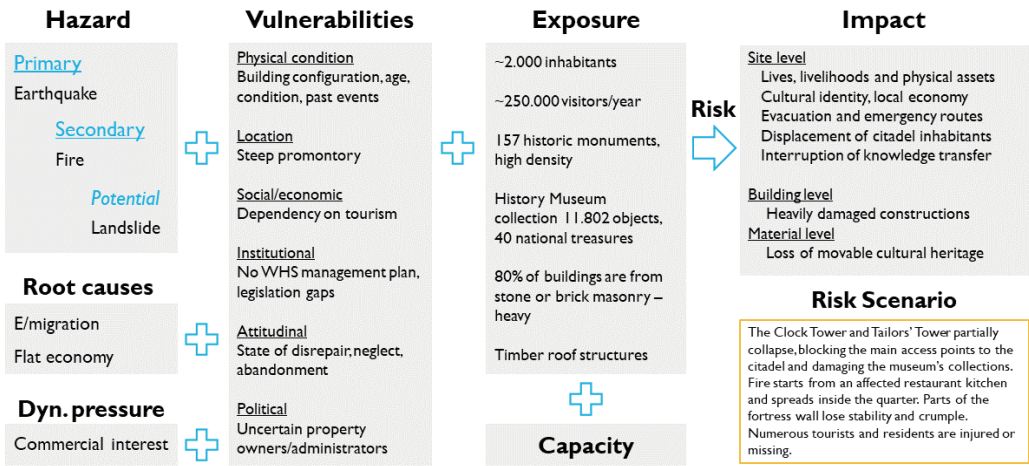 Hazard
Primary
Earthquake
Secondary
Fire
Potential
Landslide
Root causes
E/migration
Flat economy
Dyn. pressure
Commercial interest
Vulnerabilities
Physical condition
Building configuration, age,
condition, past events
Location
Steep promontory
Social/economic
Dependency on tourism
Institutional
No WHS management plan,
legislation gaps
Attitudinal
State of disrepair, neglect,
abandonment
Political
Uncertain property
owners/administrators
Exposure
~2.000 inhabitants
~250.000 visitors/year
157 historic monuments,
high density
History Museum
collection 11.802 objects,
40 national treasures
80% of buildings are from
stone or brick masonry –
heavy
Timber roof structures
Capacity
Risk
Impact
Site level
Lives, livelihoods and physical assets
Cultural identity, local economy
Evacuation and emergency routes
Displacement of citadel inhabitants
Interruption of knowledge transfer
Building level
Heavily damaged constructions
Material level
Loss of movable cultural heritage
Risk Scenario
The Clock Tower and Tailors' Tower partially
collapse, blocking the main access points to the
citadel and damaging the museum's collections.
Fire starts from an affected restaurant kitchen
and spreads inside the quarter. Parts of the
fortress wall lose stability and crumple.
Numerous tourists and residents are injured or
missing.